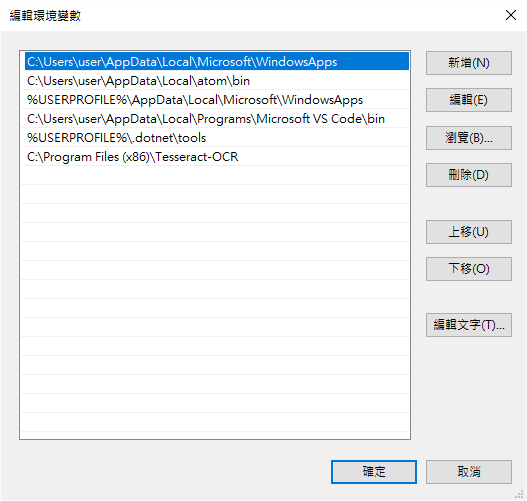 編輯環境變數
C:\Users\user\AppData\Local\Microsoft\WindowsApps
C:\Users\user\AppData\Local\atom\bin
%USERPROFILE%\AppData\Local\Microsoft\WindowsApps
C:\Users\user\AppData\Local\Programs\Microsoft VS Code\bin
%USERPROFILE%\.dotnet\tools
C:\Program Files (x86)\Tesseract-OCR
新增(N)
編輯(E)
瀏覽(B)...
刪除(D)
上移(U)
下移(O)
編輯文字(T)...
確定
取消